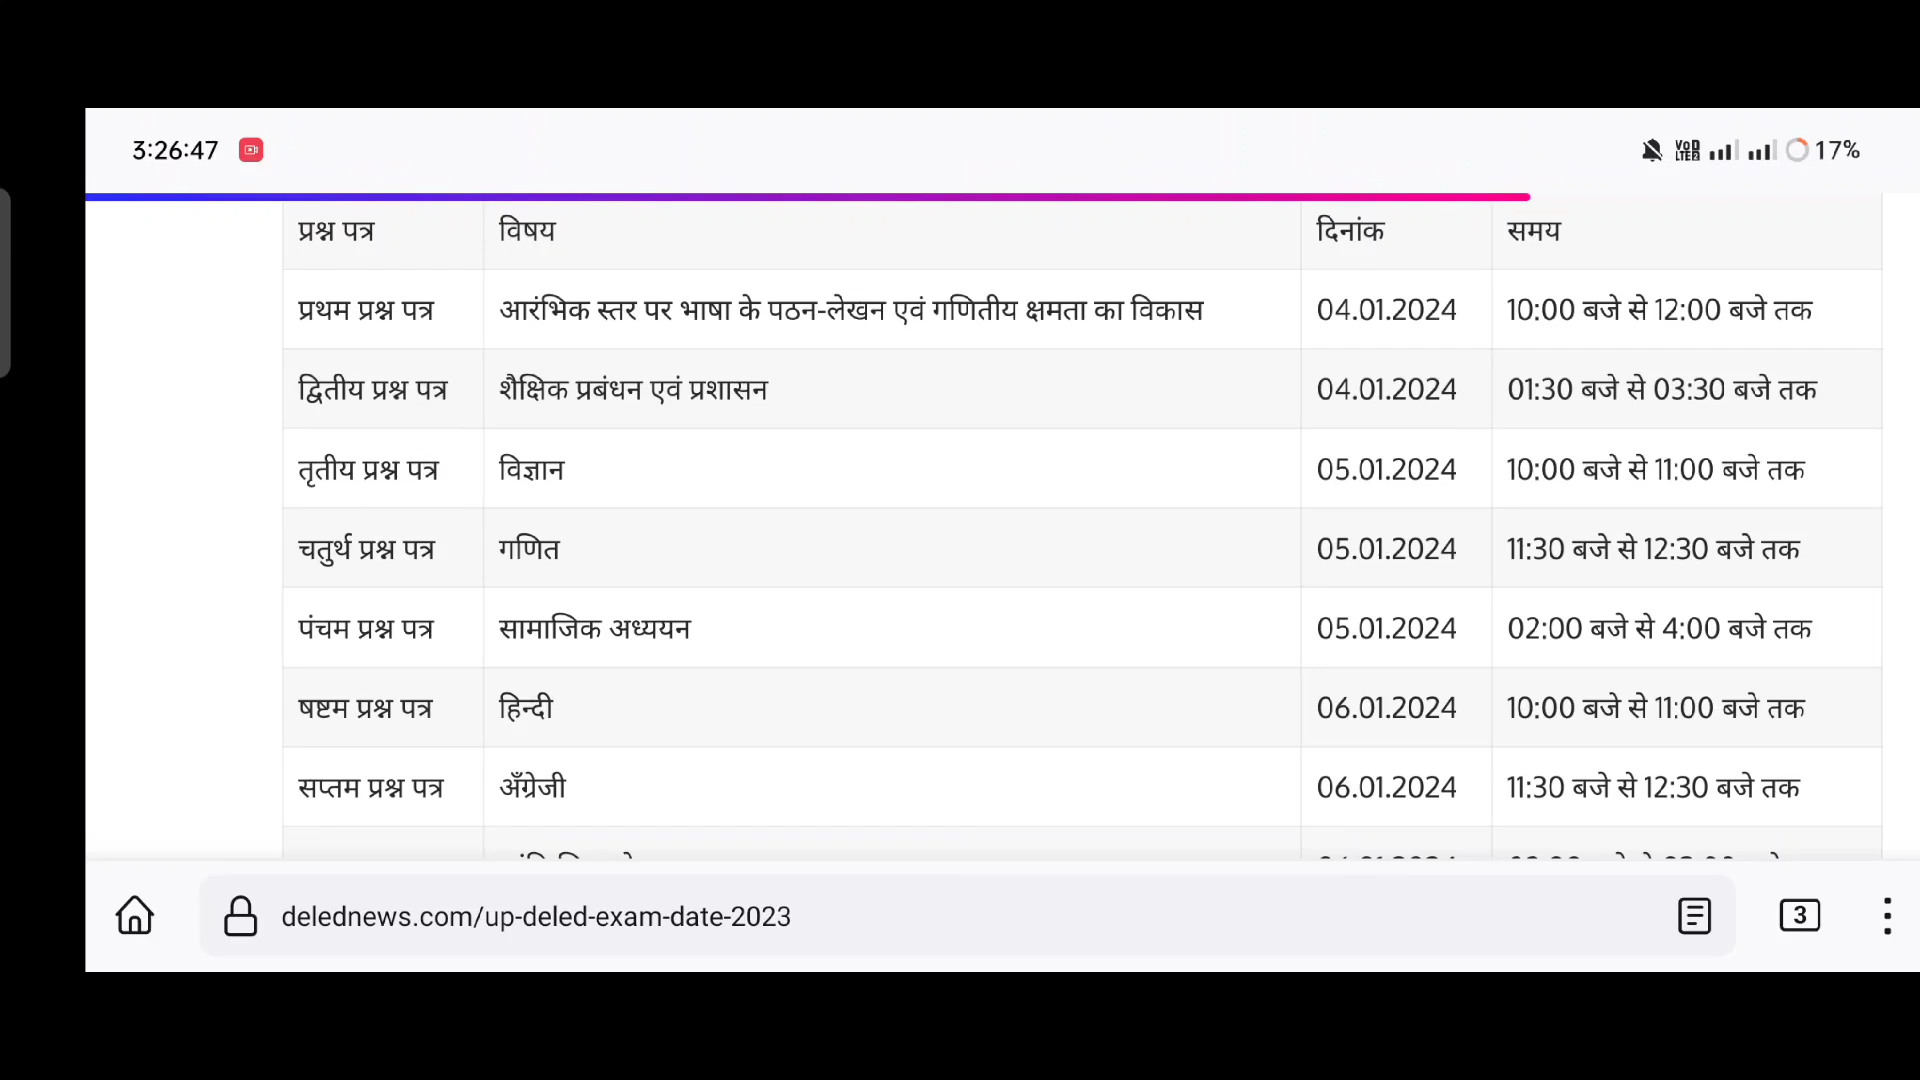 3:26:47 VoD LTE2 17%
प्रश्न पत्र विषय दिनांक समय
प्रथम प्रश्न पत्र आरंभिक स्तर पर भाषा के पठन-लेखन एवं गणितीय क्षमता का विकास 04.01.2024 10:00 बजे से 12:00 बजे तक
द्वितीय प्रश्न पत्र शैक्षिक प्रबंधन एवं प्रशासन 04.01.2024 01:30 बजे से 03:30 बजे तक
तृतीय प्रश्न पत्र विज्ञान 05.01.2024 10:00 बजे से 11:00 बजे तक
चतुर्थ प्रश्न पत्र गणित 05.01.2024 11:30 बजे से 12:30 बजे तक
पंचम प्रश्न पत्र सामाजिक अध्ययन 05.01.2024 02:00 बजे से 4:00 बजे तक
षष्टम प्रश्न पत्र हिन्दी 06.01.2024 10:00 बजे से 11:00 बजे तक
सप्तम प्रश्न पत्र अँग्रेजी 06.01.2024 11:30 बजे से 12:30 बजे तक
delednews.com/up-deled-exam-date-2023 3